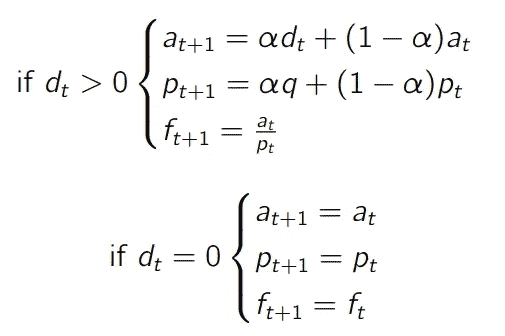 a_{t+1} = αd_t + (1 − α)a_t
if d_t > 0 { p_{t+1} = αq + (1 − α)p_t
f_{t+1} = a_t / p_t
a_{t+1} = a_t
if d_t = 0 { p_{t+1} = p_t
f_{t+1} = f_t